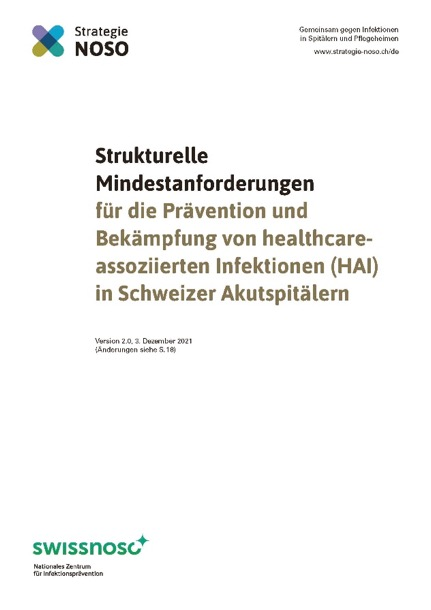 Strategie
NOSO
Gemeinsam gegen Infektionen
in Spitälern und Pflegeheimen
www.strategie-noso.ch/de
Strukturelle
Mindestanforderungen
für die Prävention und
Bekämpfung von healthcare-
assoziierten Infektionen (HAI)
in Schweizer Akutspitälern
Version 2.0, 3. Dezember 2021
(Änderungen siehe S. 18)
swissnoso
Nationales Zentrum
für Infektionsprävention